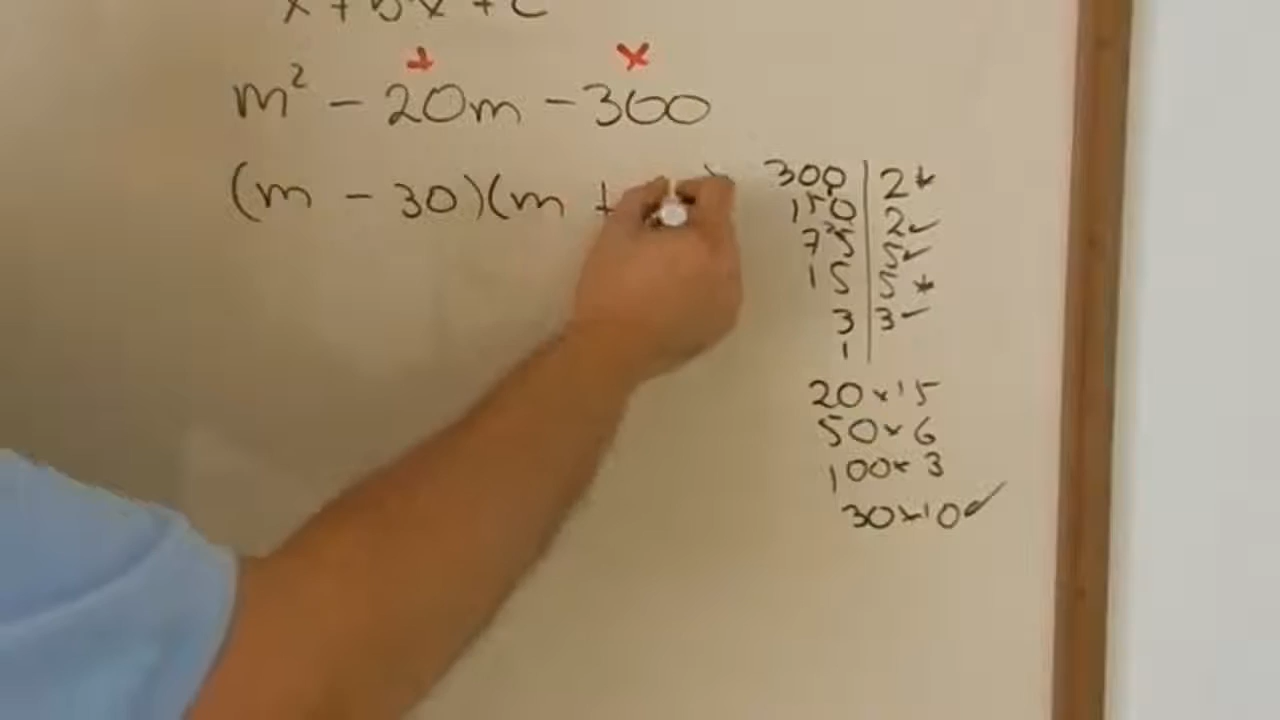 x + bx + c
+ ×
m² - 20m - 300
(m - 30)(m +
300 | 2
150 | 2
75 | 5
15 | 5
3 | 3
1
20 × 15
50 × 6
100 × 3
30 × 10 ✓